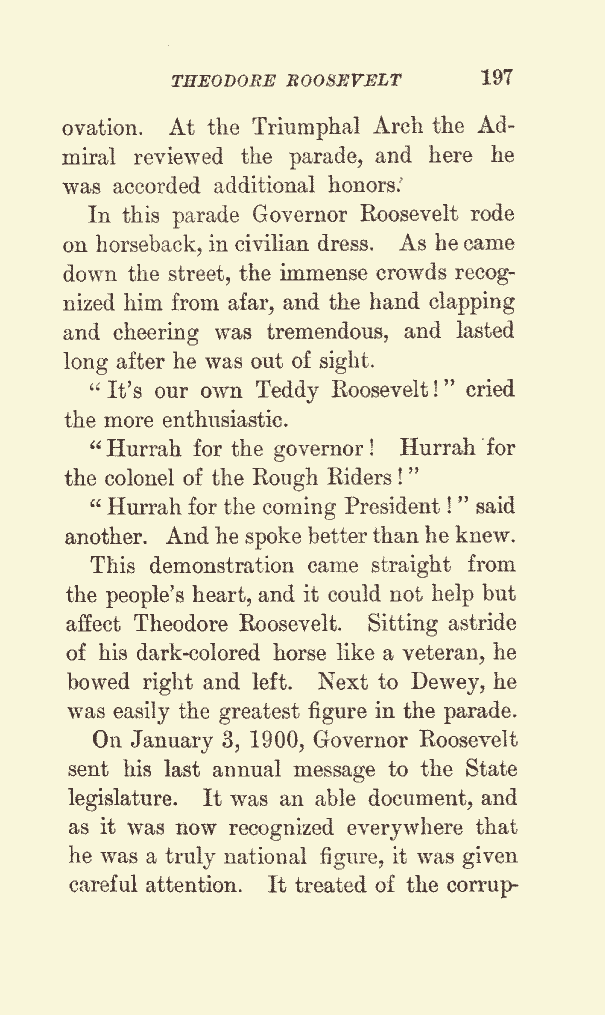 THEODORE ROOSEVELT 197
ovation. At the Triumphal Arch the Ad-
miral reviewed the parade, and here he
was accorded additional honors.
In this parade Governor Roosevelt rode
on horseback, in civilian dress. As he came
down the street, the immense crowds recog-
nized him from afar, and the hand clapping
and cheering was tremendous, and lasted
long after he was out of sight.
“It's our own Teddy Roosevelt!” cried
the more enthusiastic.
“Hurrah for the governor! Hurrah for
the colonel of the Rough Riders!”
“Hurrah for the coming President!” said
another. And he spoke better than he knew.
This demonstration came straight from
the people's heart, and it could not help but
affect Theodore Roosevelt. Sitting astride
of his dark-colored horse like a veteran, he
bowed right and left. Next to Dewey, he
was easily the greatest figure in the parade.
On January 3, 1900, Governor Roosevelt
sent his last annual message to the State
legislature. It was an able document, and
as it was now recognized everywhere that
he was a truly national figure, it was given
careful attention. It treated of the corrup-